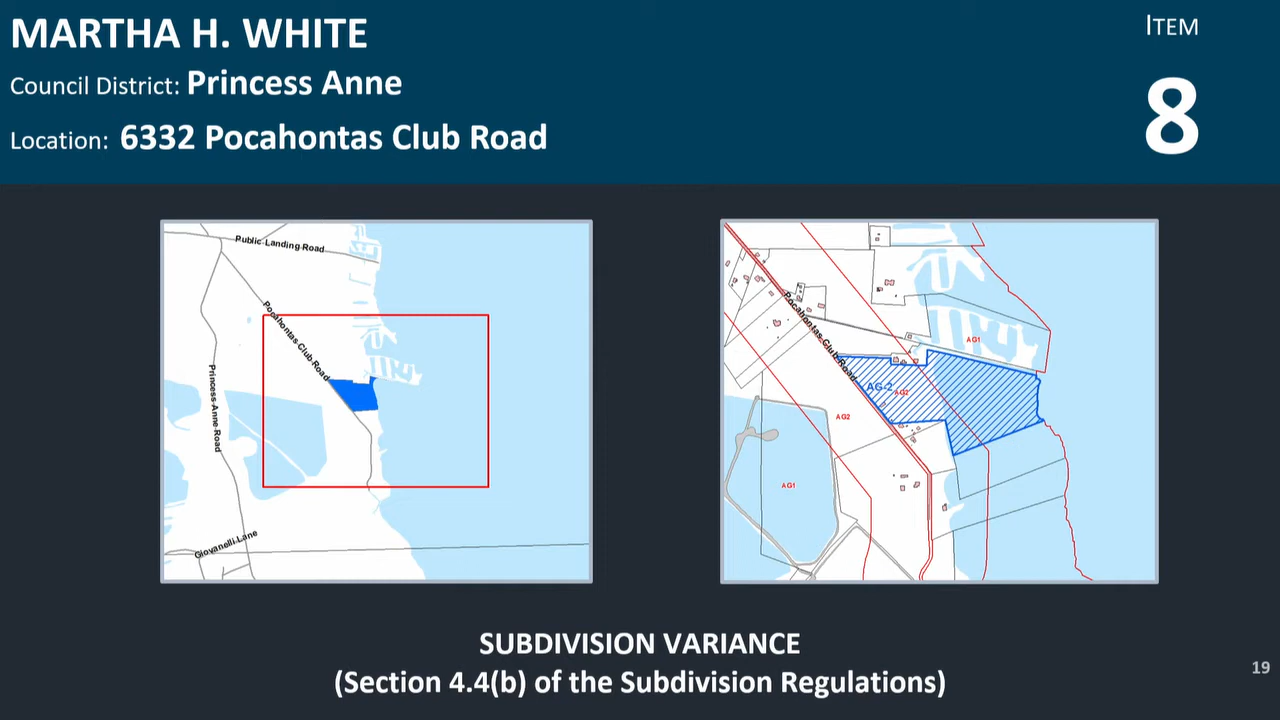 MARTHA H. WHITE
ITEM
Council District: Princess Anne
8
Location: 6332 Pocahontas Club Road
Public Landing Road
Pocahontas Club Road
Princess Anne Road
Giovanelli Lane
Pocahontas Club Road
AG1
AG-2
AG2
AG2
AG1
SUBDIVISION VARIANCE
(Section 4.4(b) of the Subdivision Regulations)
19